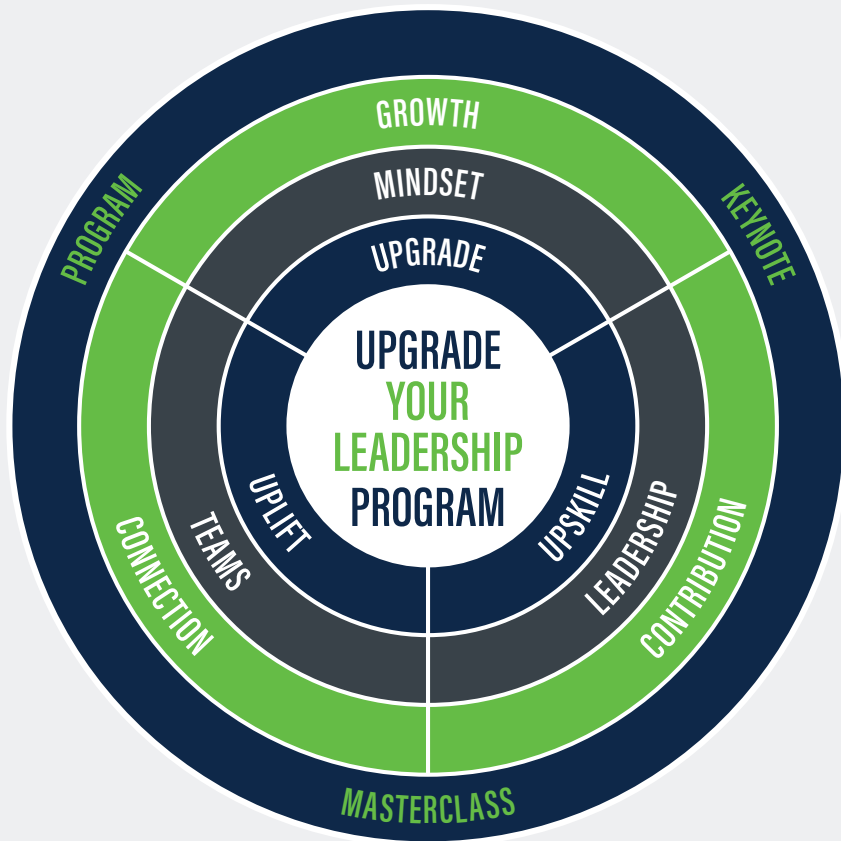 GROWTH
MINDSET
UPGRADE
PROGRAM
KEYNOTE
UPGRADE
YOUR
LEADERSHIP
PROGRAM
UPLIFT
TEAMS
CONNECTION
UPSKILL
LEADERSHIP
CONTRIBUTION
MASTERCLASS